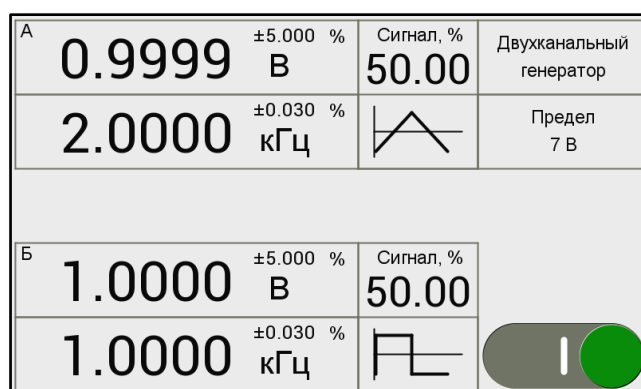 А
0.9999
±5.000 %
В
Сигнал, %
50.00
Двухканальный
генератор
2.0000
±0.030 %
кГц
Предел
7 В
Б
1.0000
±5.000 %
В
Сигнал, %
50.00
1.0000
±0.030 %
кГц